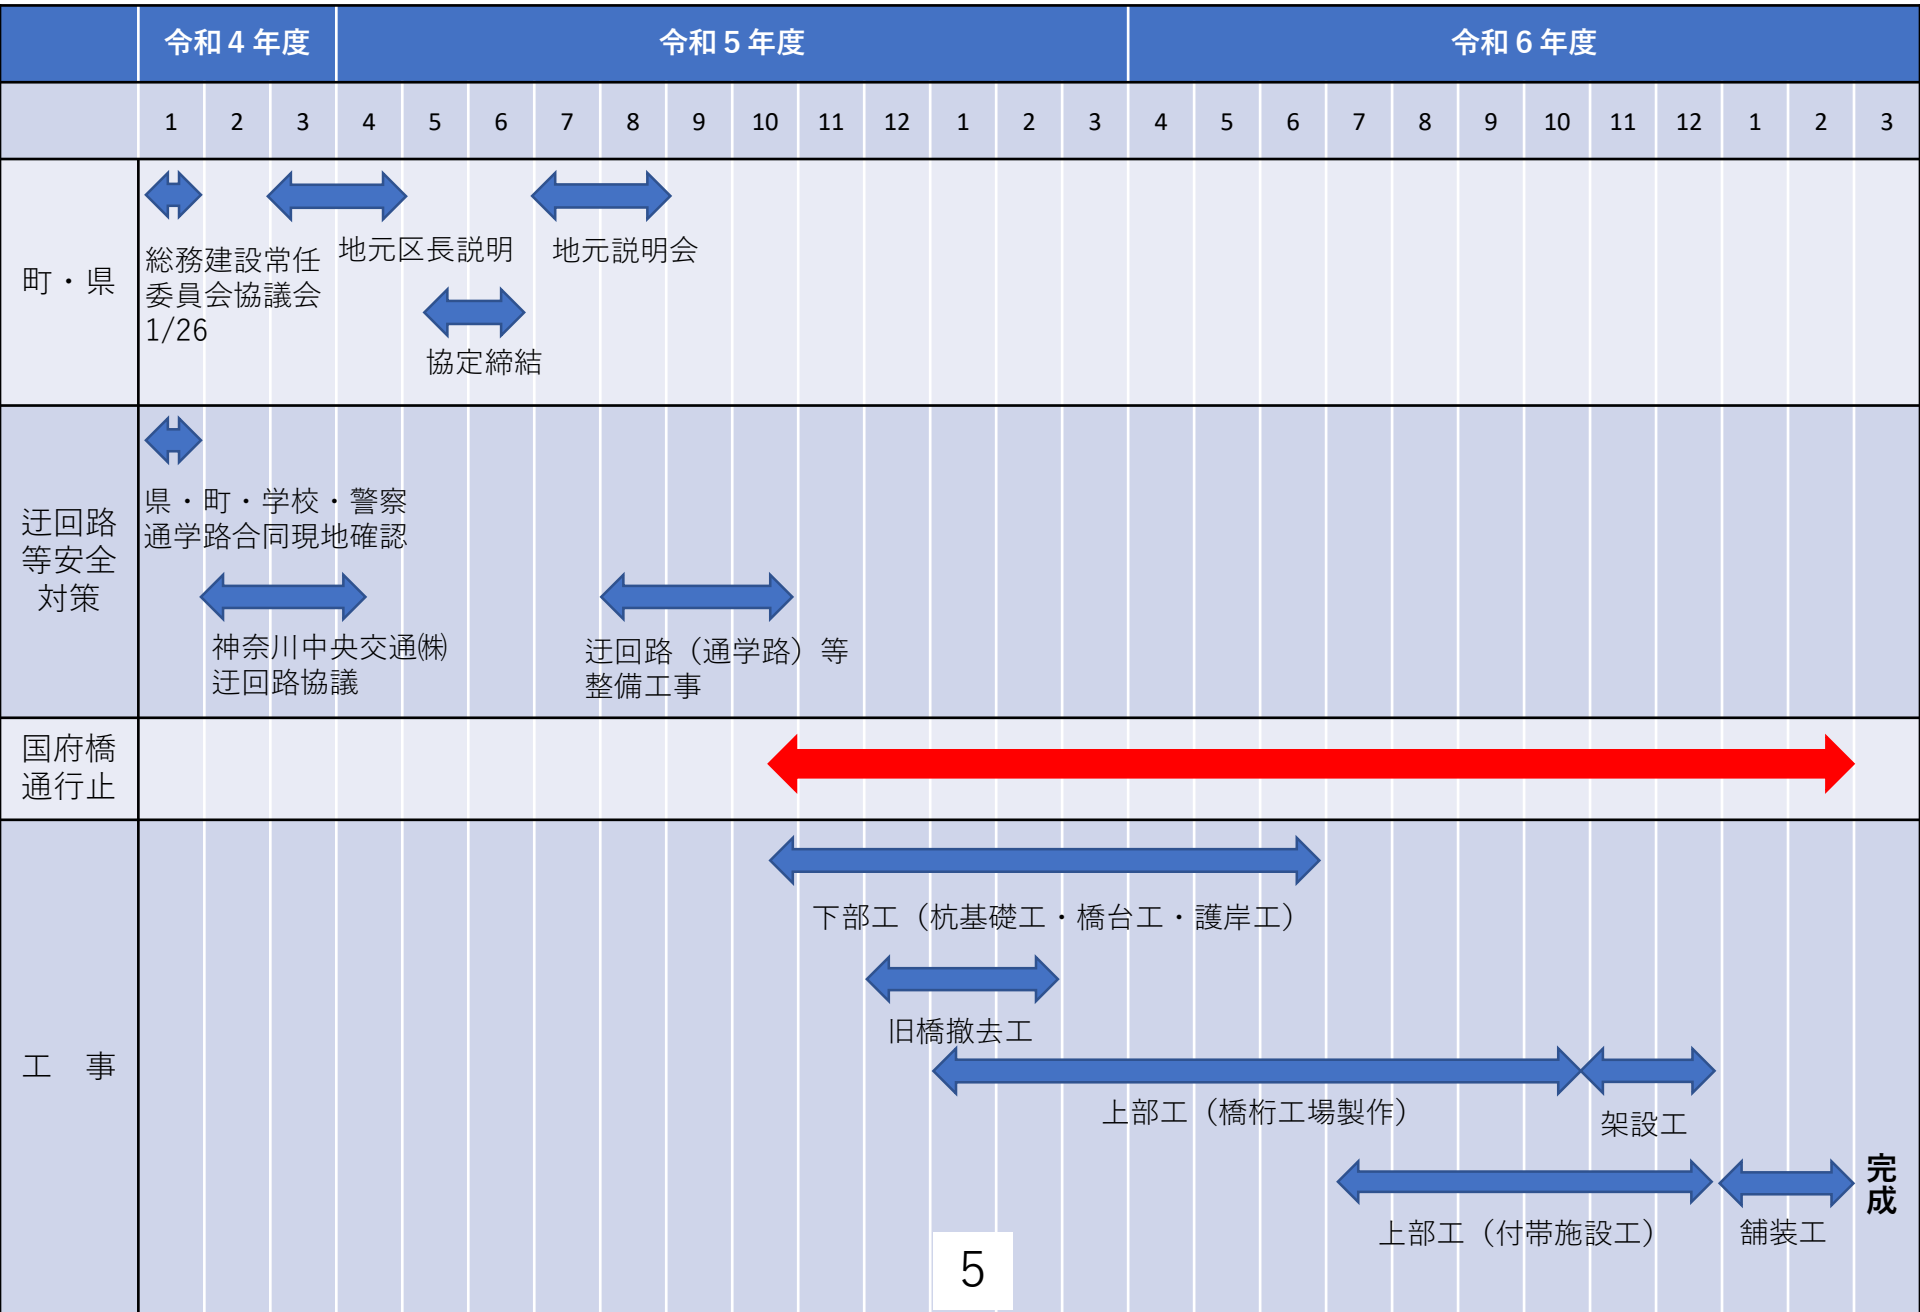 令和4年度 令和5年度 令和6年度
1 2 3 4 5 6 7 8 9 10 11 12 1 2 3 4 5 6 7 8 9 10 11 12 1 2 3
町・県
総務建設常任
委員会協議会
1/26
地元区長説明
地元説明会
協定締結
迂回路
等安全
対策
県・町・学校・警察
通学路合同現地確認
神奈川中央交通㈱
迂回路協議
迂回路（通学路）等
整備工事
国府橋
通行止
工　事
下部工（杭基礎工・橋台工・護岸工）
旧橋撤去工
上部工（橋桁工場製作）
架設工
上部工（付帯施設工）
舗装工
完成
5